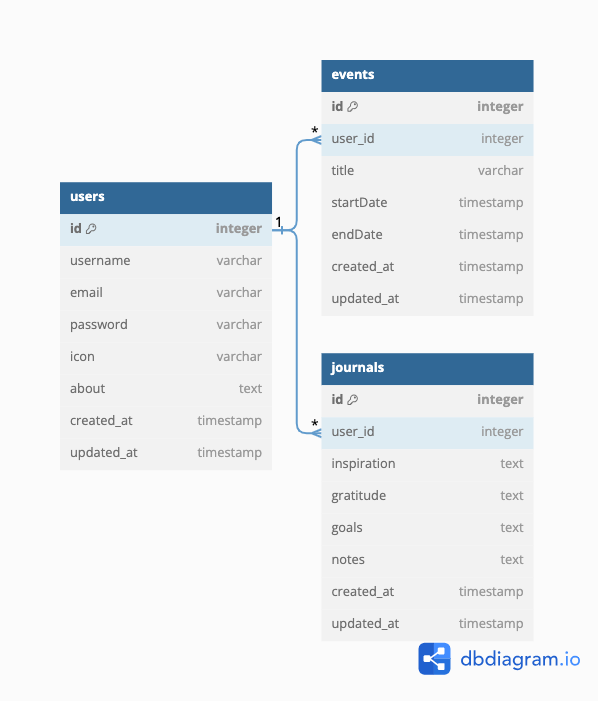 users
id integer
username varchar
email varchar
password varchar
icon varchar
about text
created_at timestamp
updated_at timestamp
1
*
events
id integer
user_id integer
title varchar
startDate timestamp
endDate timestamp
created_at timestamp
updated_at timestamp
*
journals
id integer
user_id integer
inspiration text
gratitude text
goals text
notes text
created_at timestamp
updated_at timestamp
dbdiagram.io